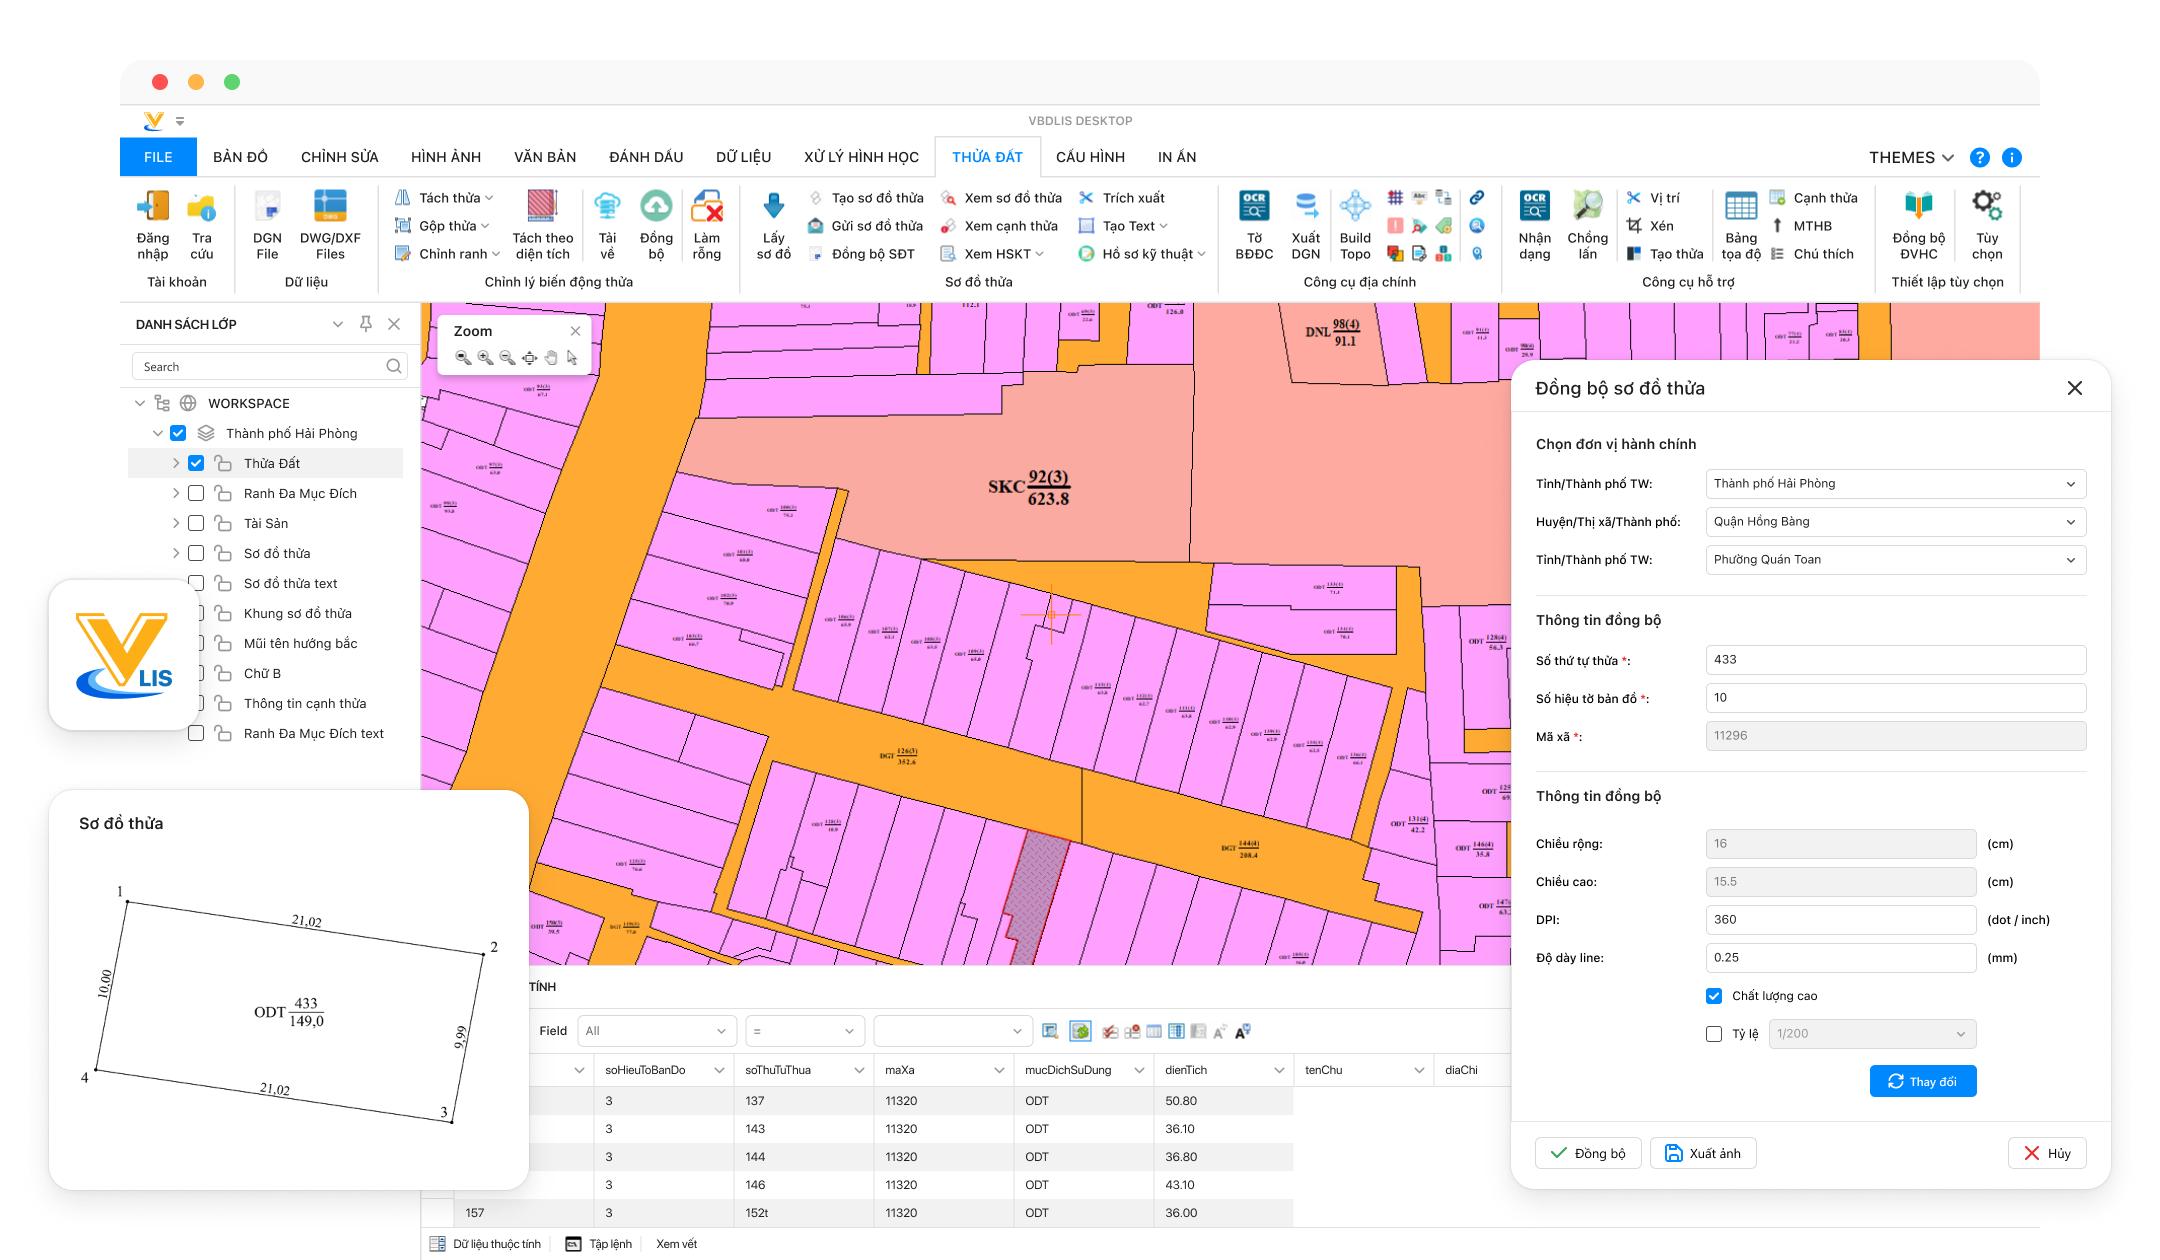 VBDLIS DESKTOP
FILE
BẢN ĐỒ
CHỈNH SỬA
HÌNH ẢNH
VĂN BẢN
ĐÁNH DẤU
DỮ LIỆU
XỬ LÝ HÌNH HỌC
THỬA ĐẤT
CẤU HÌNH
IN ẤN
THEMES
Đăng nhập
Tra cứu
Tài khoản
DGN File
DWG/DXF Files
Dữ liệu
Tách thửa
Gộp thửa
Chỉnh ranh
Tách theo diện tích
Tải về
Đồng bộ
Làm rỗng
Chỉnh lý biến động thửa
Lấy sơ đồ
Tạo sơ đồ thửa
Gửi sơ đồ thửa
Đồng bộ SĐT
Xem sơ đồ thửa
Xem cạnh thửa
Xem HSKT
Trích xuất
Tạo Text
Hồ sơ kỹ thuật
Sơ đồ thửa
OCR
Tờ BĐĐC
Xuất DGN
Build Topo
Công cụ địa chính
OCR
Nhận dạng
Chồng lấn
Vị trí
Xén
Tạo thửa
Bảng tọa độ
Cạnh thửa
MTHB
Chú thích
Công cụ hỗ trợ
Đồng bộ ĐVHC
Tùy chọn
Thiết lập tùy chọn
DANH SÁCH LỚP
Search
WORKSPACE
Thành phố Hải Phòng
Thửa Đất
Ranh Đa Mục Đích
Tài Sản
Sơ đồ thửa
Sơ đồ thửa text
Khung sơ đồ thửa
Mũi tên hướng bắc
Chữ B
Thông tin cạnh thửa
Ranh Đa Mục Đích text
LIS
Zoom
DNL 98(4)
91.1
SKC 92(3)
623.8
DGT 126(3)
352.6
DGT 144(4)
208.4
ODT 128(4)
56.3
ODT 131(4)
42.2
ODT 146(4)
35.8
Sơ đồ thửa
1
21,02
2
10,00
ODT 433
149,0
9,99
4
21,02
3
TÍNH
Field
All
=
soHieuToBanDo
soThuTuThua
maXa
mucDichSuDung
dienTich
tenChu
diaChi
3 137 11320 ODT 50.80
3 143 11320 ODT 36.10
3 144 11320 ODT 36.80
3 146 11320 ODT 43.10
157 3 152t 11320 ODT 36.00
Dữ liệu thuộc tính
Tập lệnh
Xem vết
Đồng bộ sơ đồ thửa
Chọn đơn vị hành chính
Tỉnh/Thành phố TW: Thành phố Hải Phòng
Huyện/Thị xã/Thành phố: Quận Hồng Bàng
Tỉnh/Thành phố TW: Phường Quán Toan
Thông tin đồng bộ
Số thứ tự thửa *: 433
Số hiệu tờ bản đồ *: 10
Mã xã *: 11296
Thông tin đồng bộ
Chiều rộng: 16 (cm)
Chiều cao: 15.5 (cm)
DPI: 360 (dot / inch)
Độ dày line: 0.25 (mm)
Chất lượng cao
Tỷ lệ 1/200
Thay đổi
Đồng bộ
Xuất ảnh
Hủy